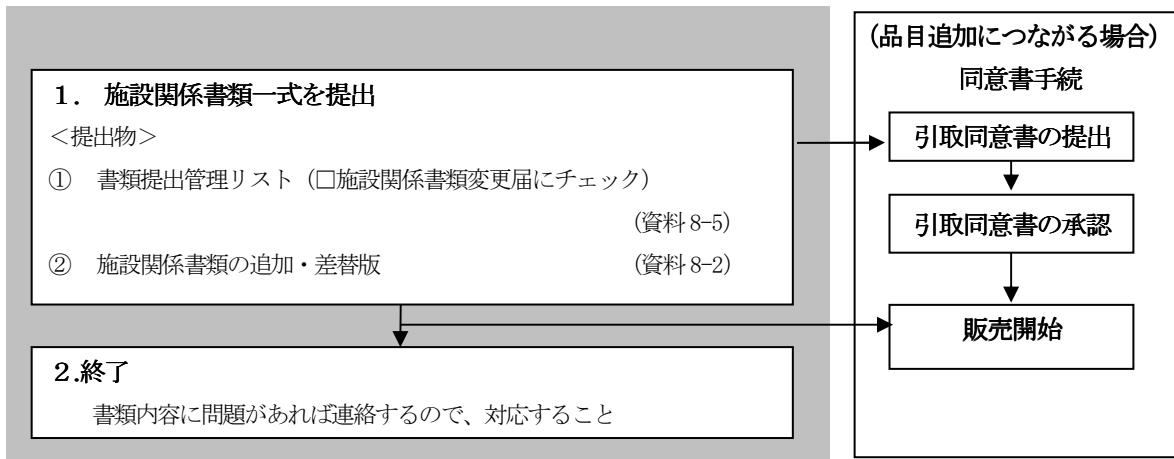 １． 施設関係書類一式を提出
＜提出物＞
① 書類提出管理リスト（□施設関係書類変更届にチェック）
（資料 8-5）
② 施設関係書類の追加・差替版 （資料 8-2）
２.終了
書類内容に問題があれば連絡するので、対応すること
（品目追加につながる場合）
同意書手続
引取同意書の提出
引取同意書の承認
販売開始